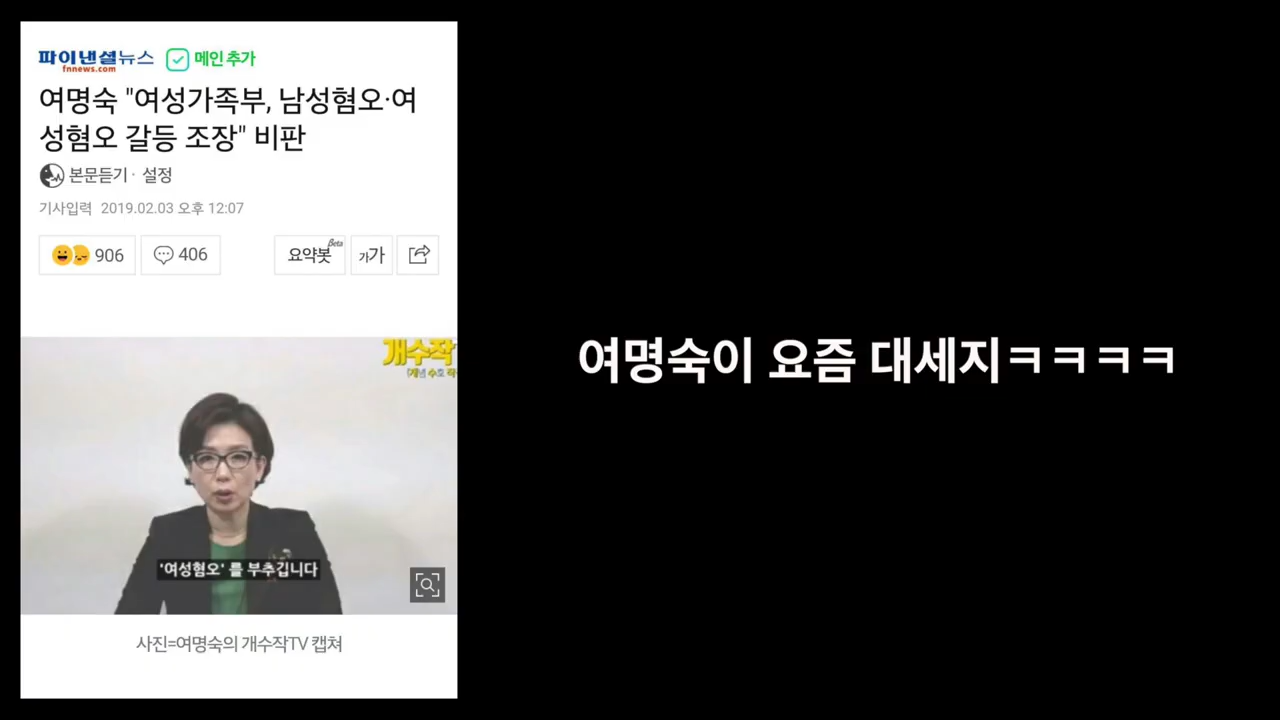 파이낸셜뉴스 메인 추가
fnnews.com
여명숙 "여성가족부, 남성혐오·여
성혐오 갈등 조장" 비판
본문듣기 · 설정
기사입력 2019.02.03 오후 12:07
906 406 요약봇 Beta 가가
개수작
'여성혐오' 를 부추깁니다
사진=여명숙의 개수작TV 캡쳐
여명숙이 요즘 대세지ㅋㅋㅋㅋ